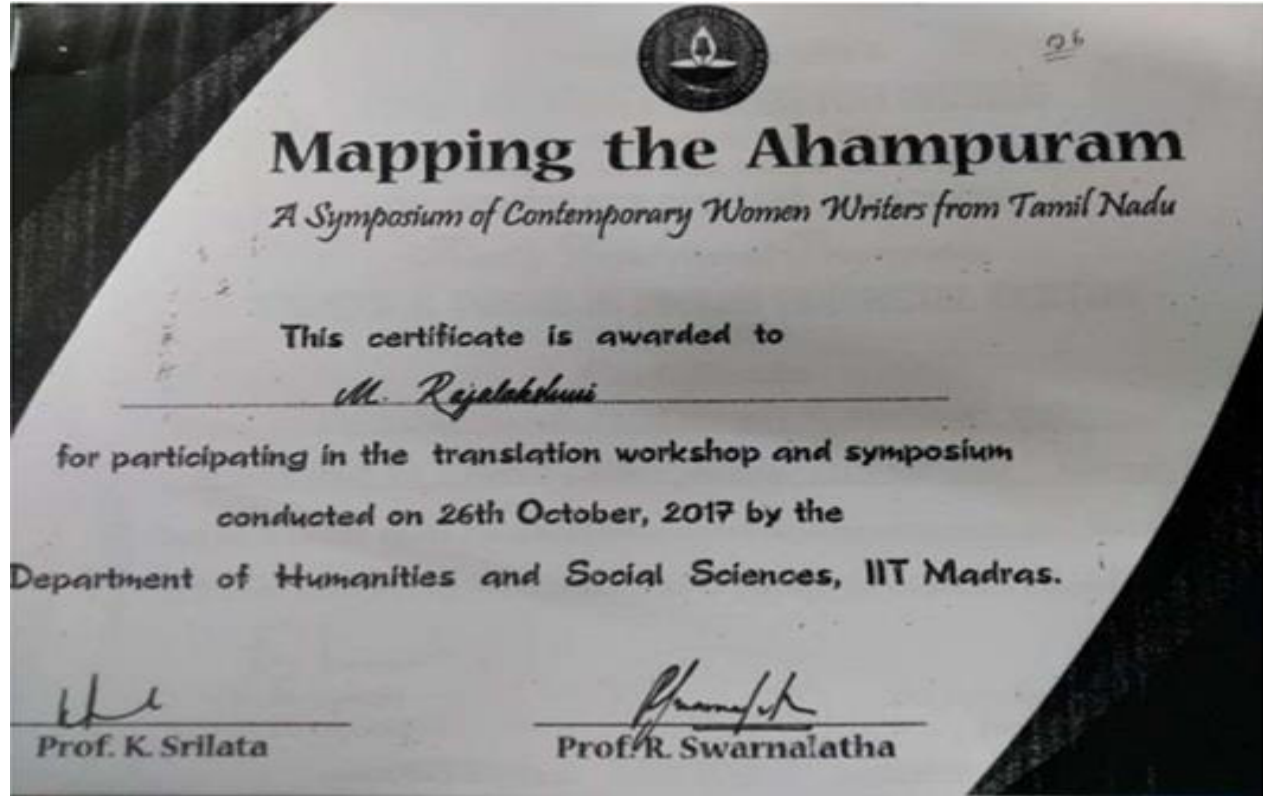 26
Mapping the Ahampuram
A Symposium of Contemporary Women Writers from Tamil Nadu
This certificate is awarded to
M. Rajalakshmi
for participating in the translation workshop and symposium
conducted on 26th October, 2017 by the
Department of Humanities and Social Sciences, IIT Madras.
Prof. K. Srilata
Prof. R. Swarnalatha